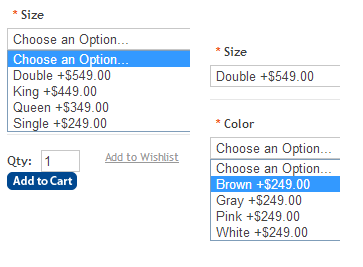 * Size
Choose an Option...
Choose an Option...
Double +$549.00
King +$449.00
Queen +$349.00
Single +$249.00
Qty: 1
Add to Wishlist
Add to Cart
* Size
Double +$549.00
* Color
Choose an Option...
Choose an Option...
Brown +$249.00
Gray +$249.00
Pink +$249.00
White +$249.00